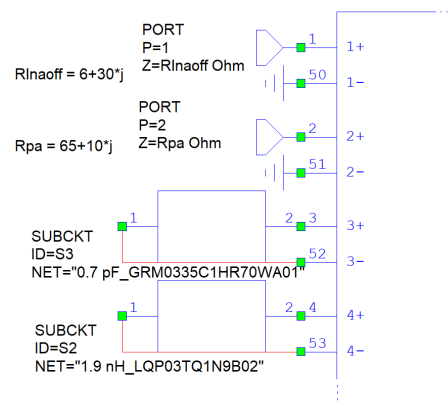 PORT
P=1
Z=Rlnaoff Ohm
Rlnaoff = 6+30*j
1
1+
50
1-
PORT
P=2
Z=Rpa Ohm
Rpa = 65+10*j
2
2+
51
2-
1
2
3
3+
52
3-
SUBCKT
ID=S3
NET="0.7 pF_GRM0335C1HR70WA01"
1
2
4
4+
53
4-
SUBCKT
ID=S2
NET="1.9 nH_LQP03TQ1N9B02"